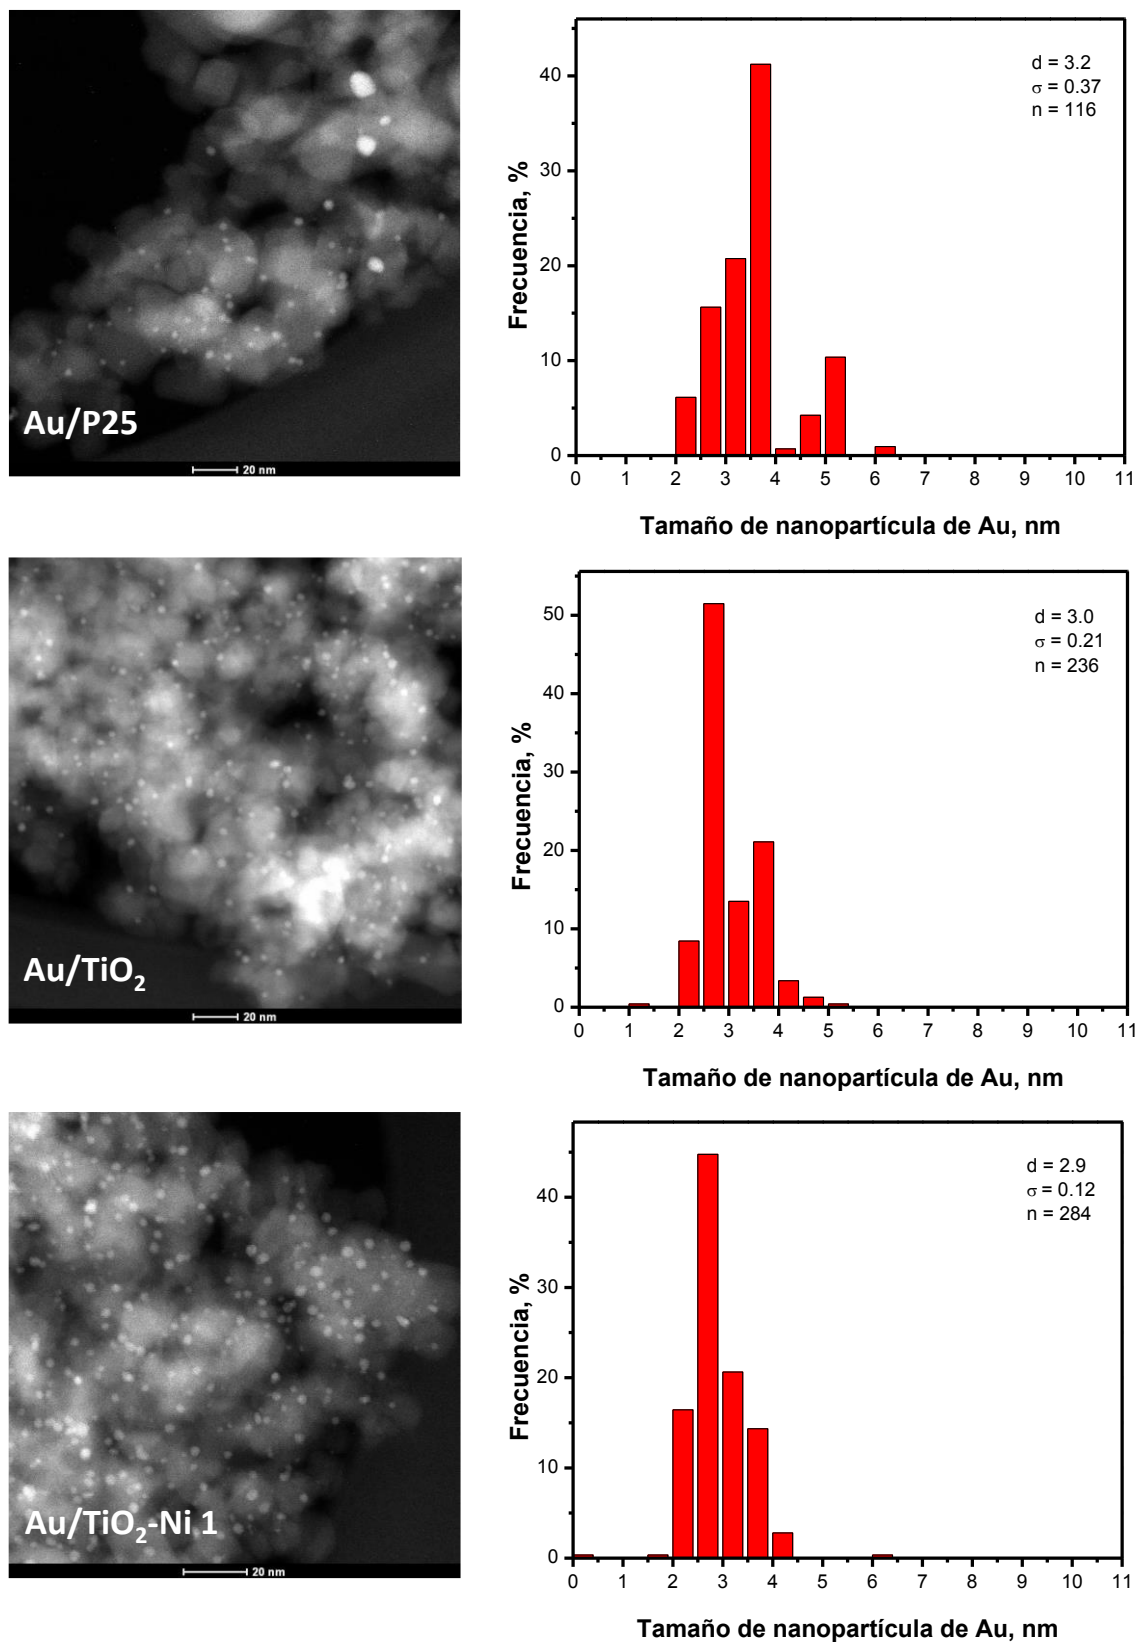 Au/P25
20 nm
Frecuencia, %
40
30
20
10
0
d = 3.2
σ = 0.37
n = 116
0 1 2 3 4 5 6 7 8 9 10 11
Tamaño de nanopartícula de Au, nm
Au/TiO₂
20 nm
Frecuencia, %
50
40
30
20
10
0
d = 3.0
σ = 0.21
n = 236
0 1 2 3 4 5 6 7 8 9 10 11
Tamaño de nanopartícula de Au, nm
Au/TiO₂-Ni 1
20 nm
Frecuencia, %
40
30
20
10
0
d = 2.9
σ = 0.12
n = 284
0 1 2 3 4 5 6 7 8 9 10 11
Tamaño de nanopartícula de Au, nm